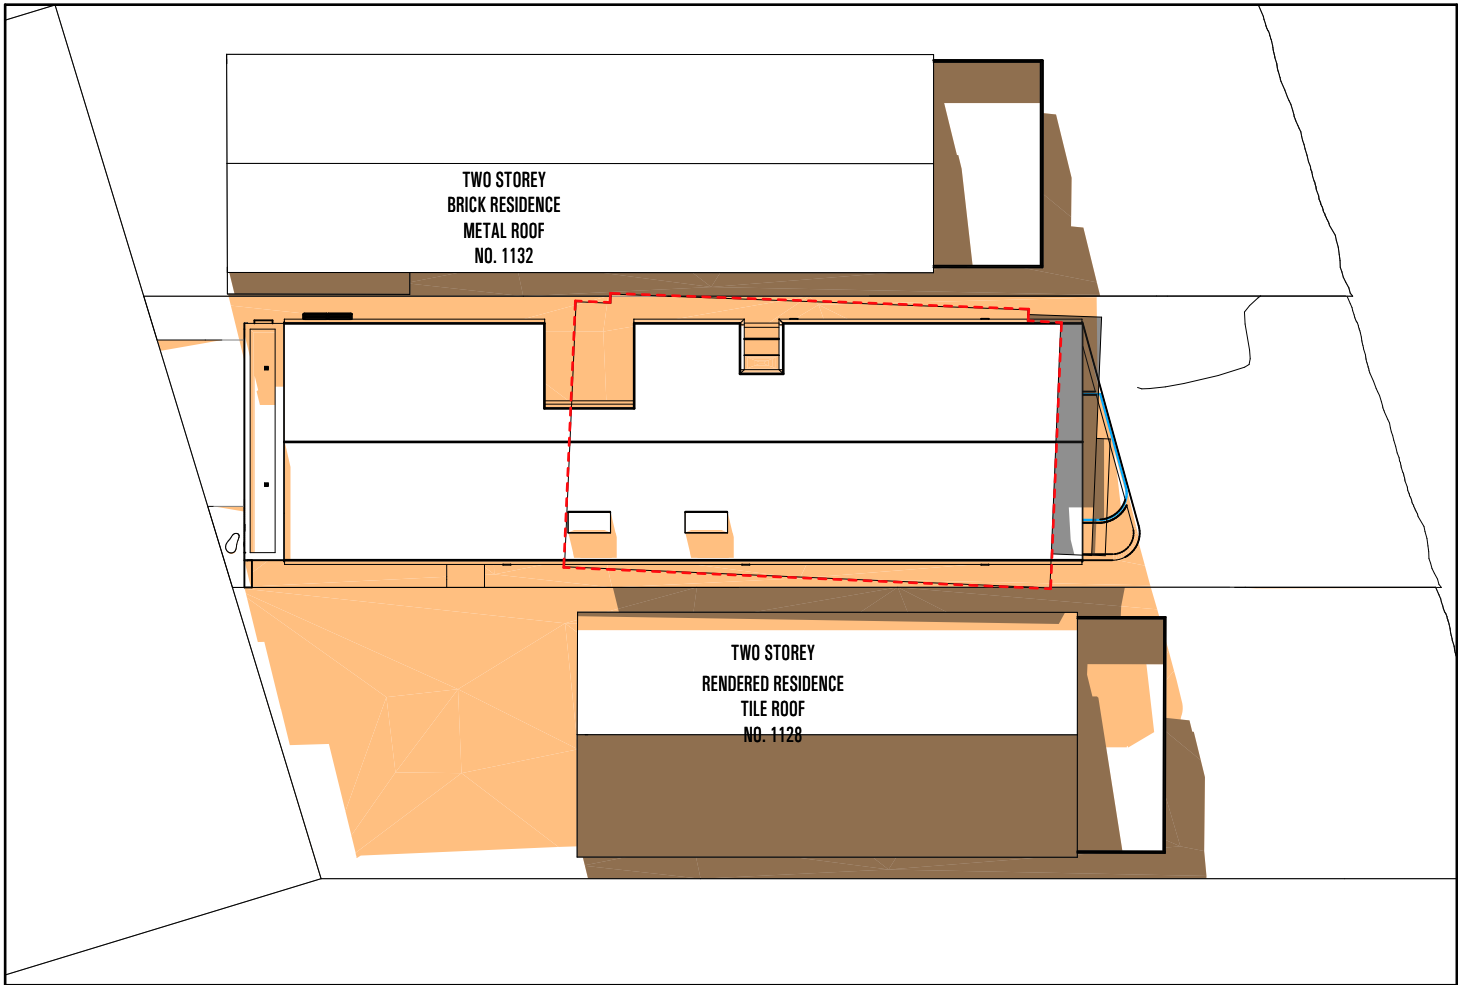 TWO STOREY
BRICK RESIDENCE
METAL ROOF
NO. 1132
TWO STOREY
RENDERED RESIDENCE
TILE ROOF
NO. 1128